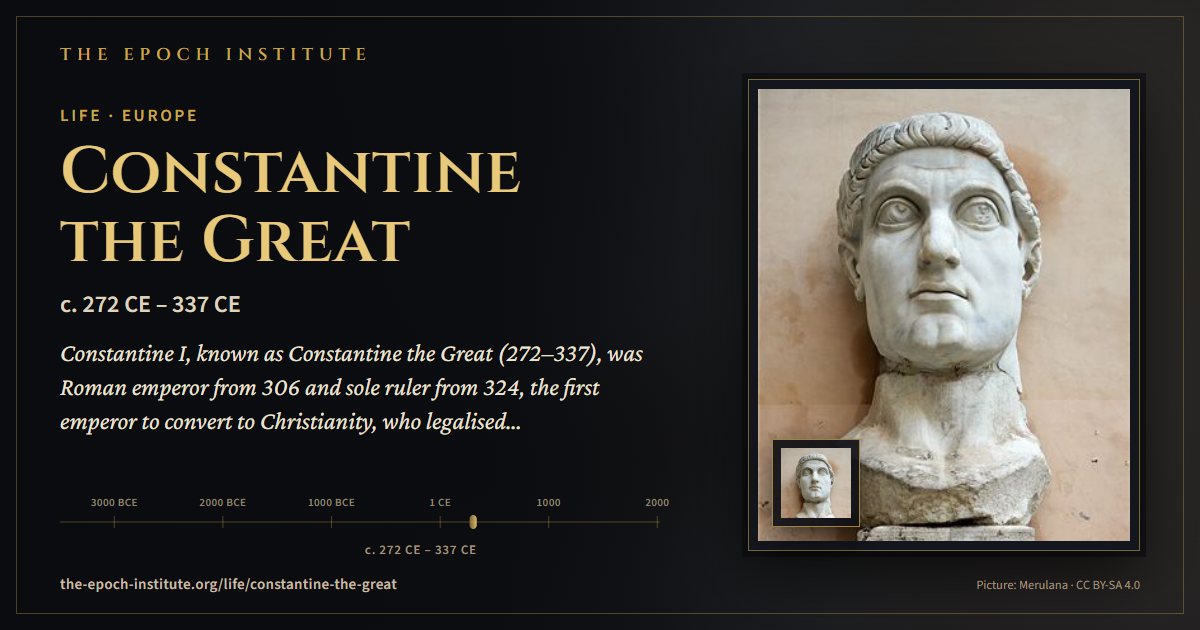 THE EPOCH INSTITUTE
LIFE · EUROPE
CONSTANTINE
THE GREAT
c. 272 CE – 337 CE
Constantine I, known as Constantine the Great (272–337), was
Roman emperor from 306 and sole ruler from 324, the first
emperor to convert to Christianity, who legalised...
3000 BCE 2000 BCE 1000 BCE 1 CE 1000 2000
c. 272 CE – 337 CE
the-epoch-institute.org/life/constantine-the-great
Picture: Merulana · CC BY-SA 4.0